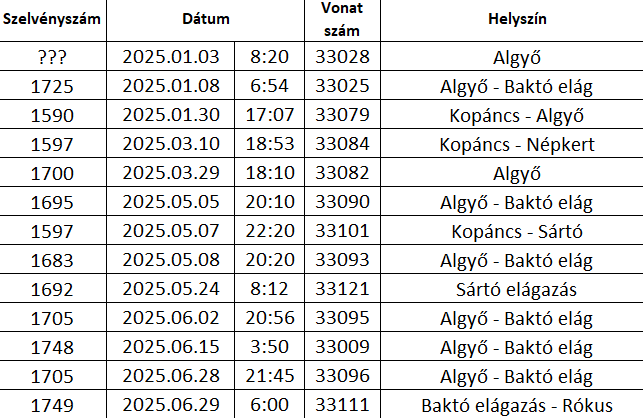 Szelvényszám Dátum Vonat szám Helyszín
??? 2025.01.03 8:20 33028 Algyő
1725 2025.01.08 6:54 33025 Algyő - Baktó elág
1590 2025.01.30 17:07 33079 Kopáncs - Algyő
1597 2025.03.10 18:53 33084 Kopáncs - Népkert
1700 2025.03.29 18:10 33082 Algyő
1695 2025.05.05 20:10 33090 Algyő - Baktó elág
1597 2025.05.07 22:20 33101 Kopáncs - Sártó
1683 2025.05.08 20:20 33093 Algyő - Baktó elág
1692 2025.05.24 8:12 33121 Sártó elágazás
1705 2025.06.02 20:56 33095 Algyő - Baktó elág
1748 2025.06.15 3:50 33009 Algyő - Baktó elág
1705 2025.06.28 21:45 33096 Algyő - Baktó elág
1749 2025.06.29 6:00 33111 Baktó elágazás - Rókus